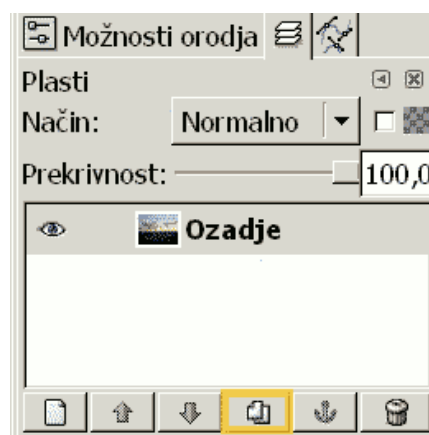 Možnosti orodja
Plasti
Način: Normalno
Prekrivnost: 100,0
Ozadje